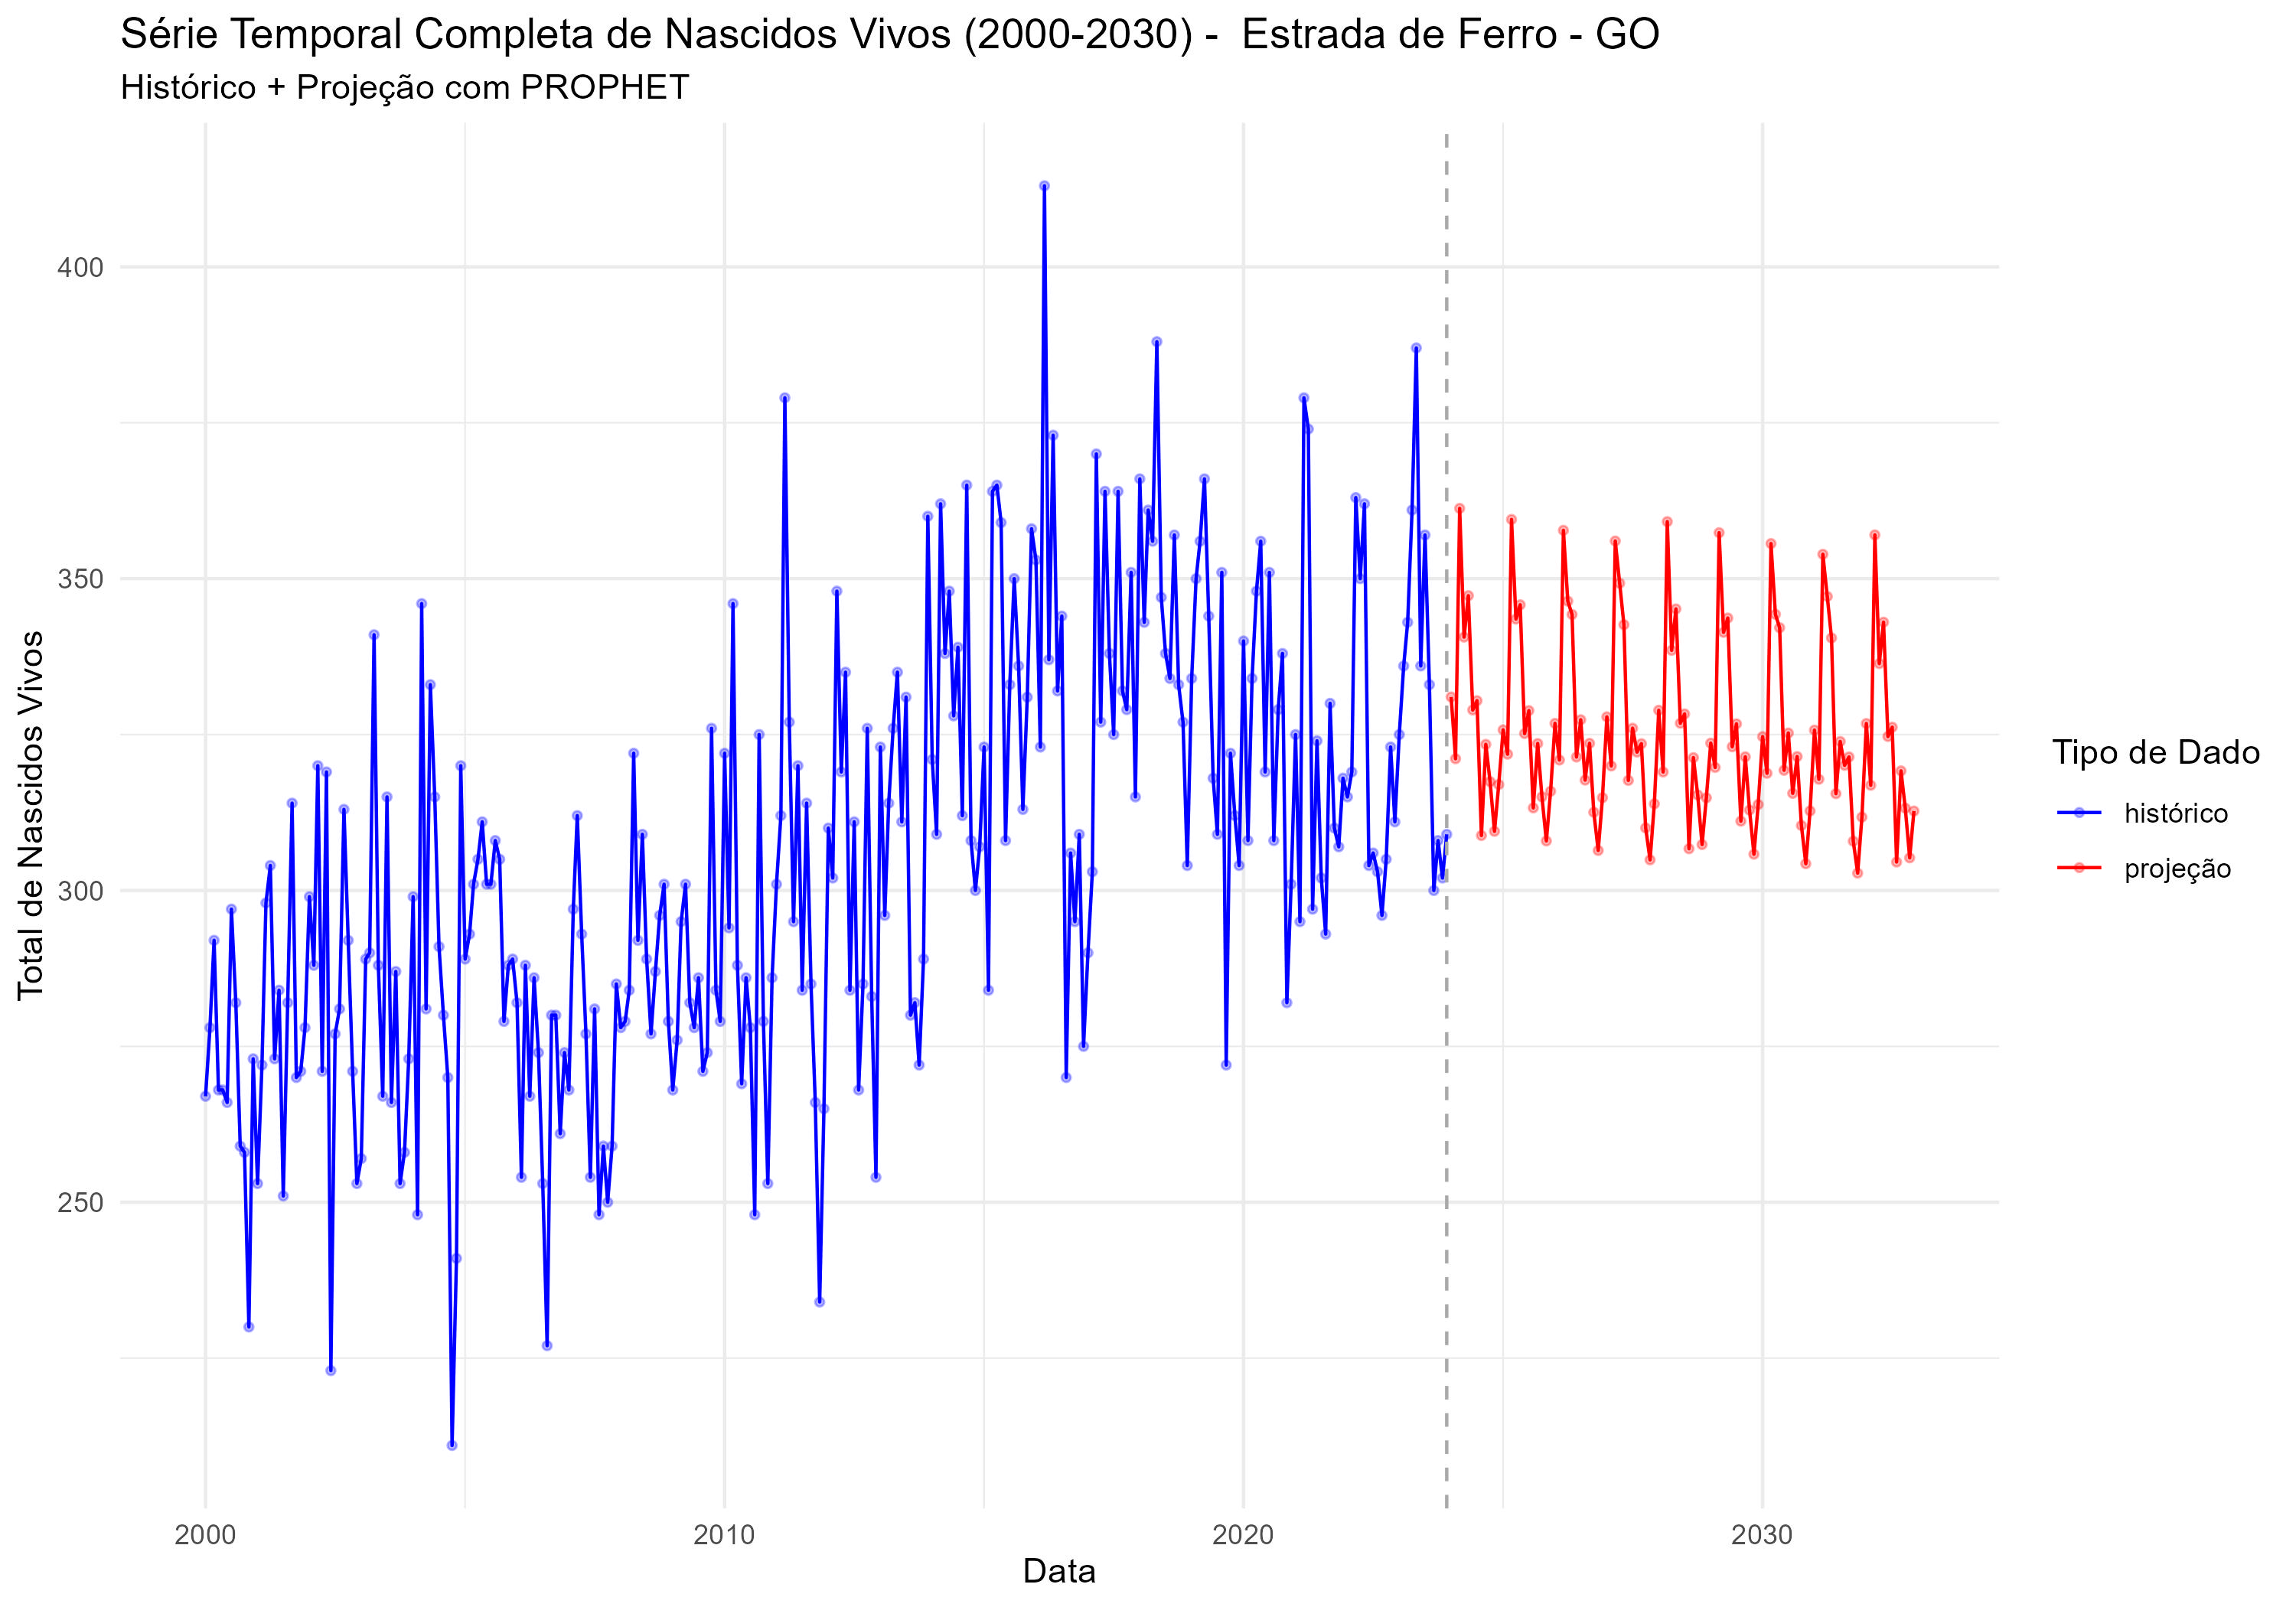 Série Temporal Completa de Nascidos Vivos (2000-2030) -  Estrada de Ferro - GO
Histórico + Projeção com PROPHET
Total de Nascidos Vivos
400
350
300
250
2000
2010
2020
2030
Data
Tipo de Dado
histórico
projeção